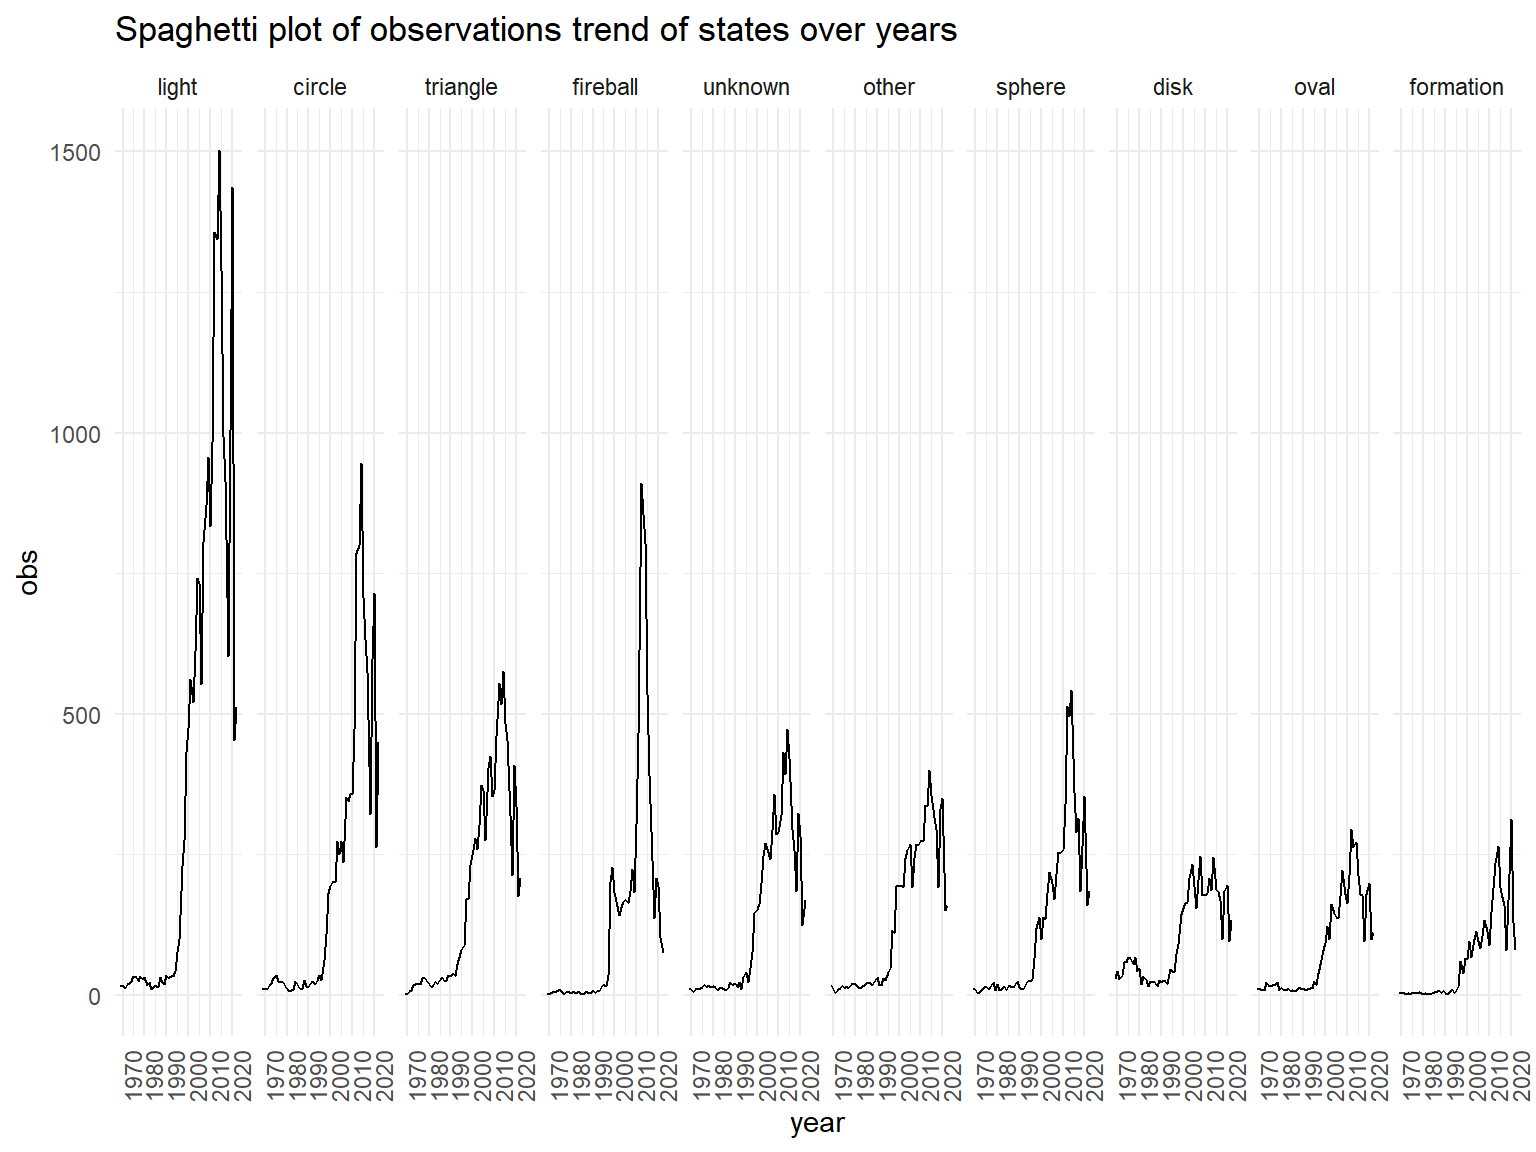 Spaghetti plot of observations trend of states over years
light circle triangle fireball unknown other sphere disk oval formation
1500
1000
500
0
obs
1970 1980 1990 2000 2010 2020 1970 1980 1990 2000 2010 2020 1970 1980 1990 2000 2010 2020 1970 1980 1990 2000 2010 2020 1970 1980 1990 2000 2010 2020 1970 1980 1990 2000 2010 2020 1970 1980 1990 2000 2010 2020 1970 1980 1990 2000 2010 2020 1970 1980 1990 2000 2010 2020 1970 1980 1990 2000 2010 2020
year